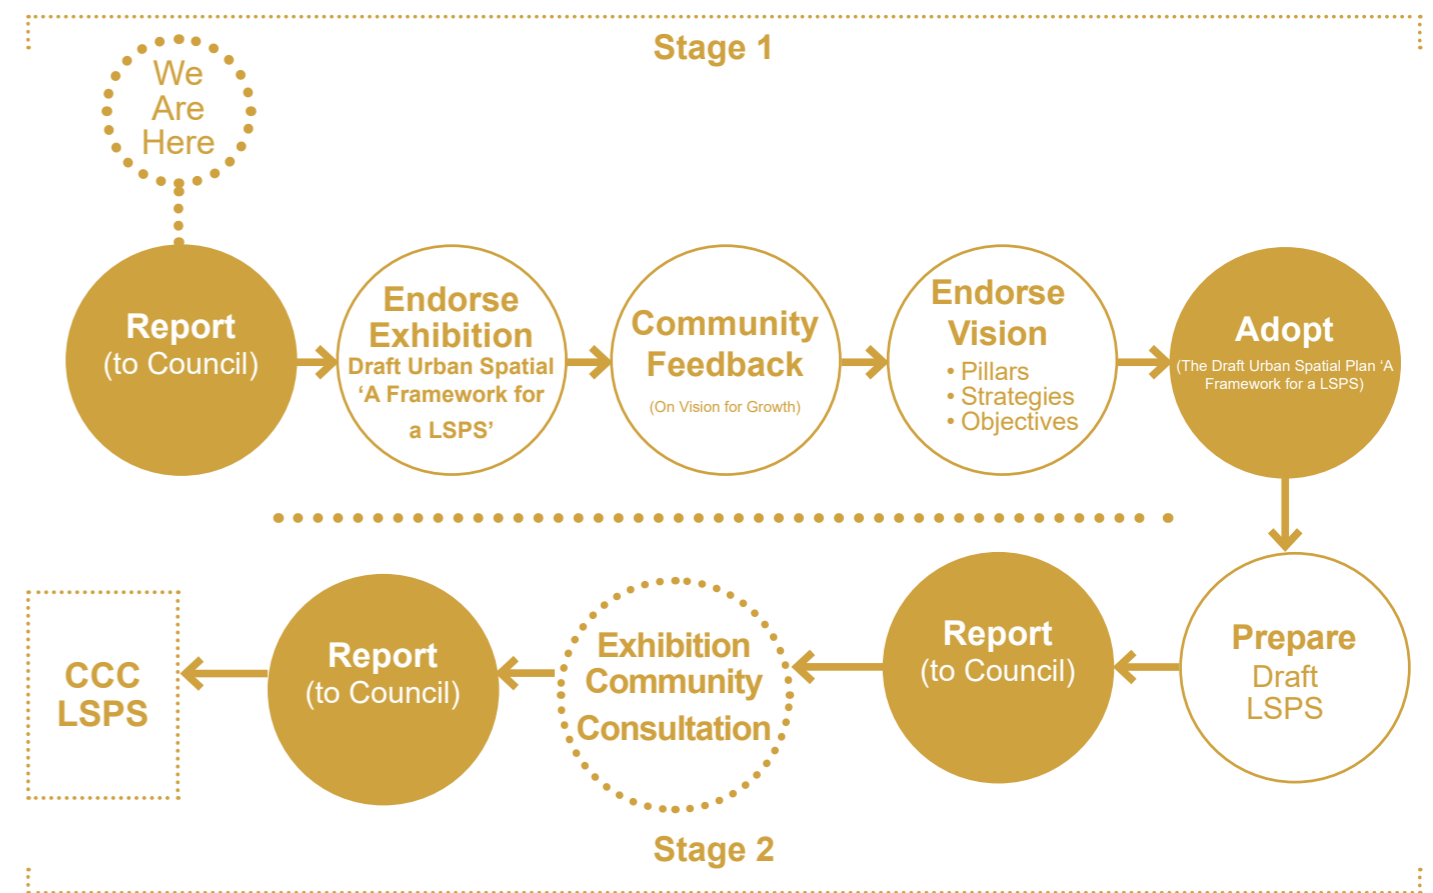 Stage 1
We
Are
Here
Report
(to Council)
Endorse
Exhibition
Draft Urban Spatial
‘A Framework for
a LSPS’
Community
Feedback
(On Vision for Growth)
Endorse
Vision
• Pillars
• Strategies
• Objectives
Adopt
(The Draft Urban Spatial Plan ‘A
Framework for a LSPS)
Prepare
Draft
LSPS
Report
(to Council)
Exhibition
Community
Consultation
Report
(to Council)
CCC
LSPS
Stage 2